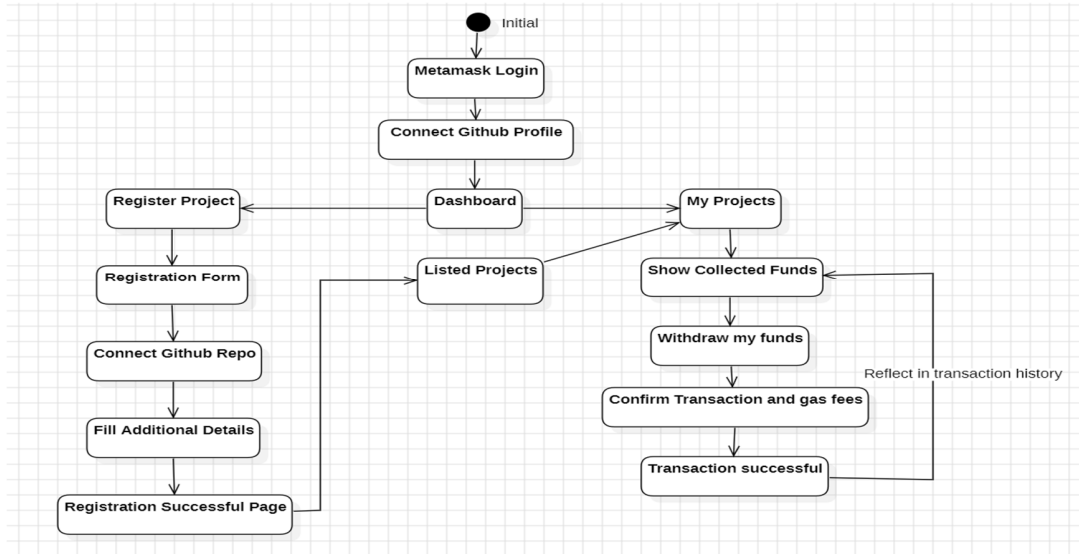 Initial
Metamask Login
Connect Github Profile
Register Project
Dashboard
My Projects
Registration Form
Listed Projects
Show Collected Funds
Connect Github Repo
Withdraw my funds
Reflect in transaction history
Fill Additional Details
Confirm Transaction and gas fees
Registration Successful Page
Transaction successful